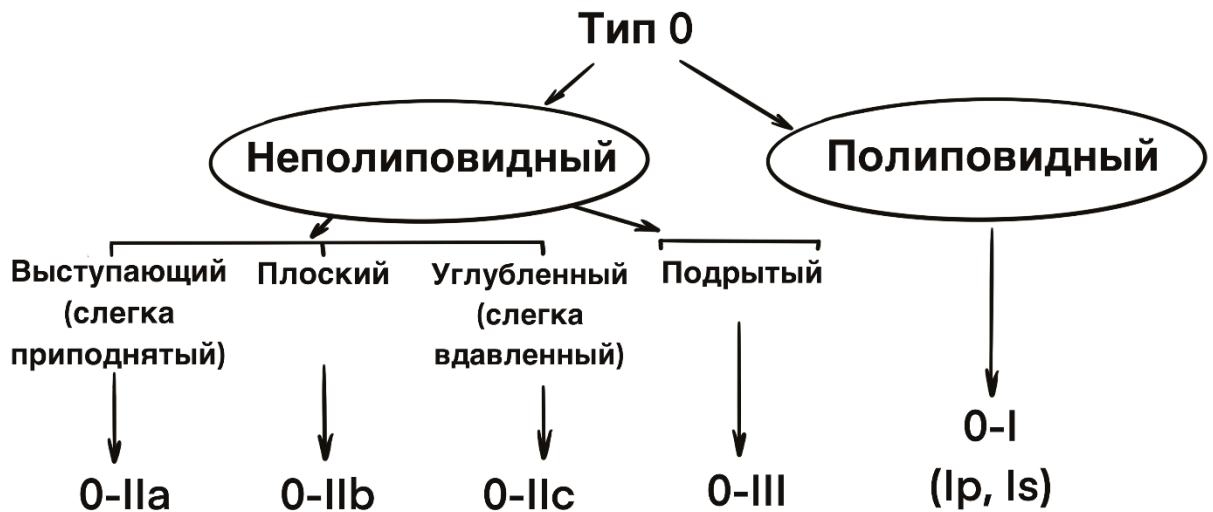 Тип 0
Неполиповидный
Полиповидный
Выступающий
(слегка
приподнятый)
Плоский
Углубленный
(слегка
вдавленный)
Подрытый
0-IIa
0-IIb
0-IIc
0-III
0-I
(Ip, Is)